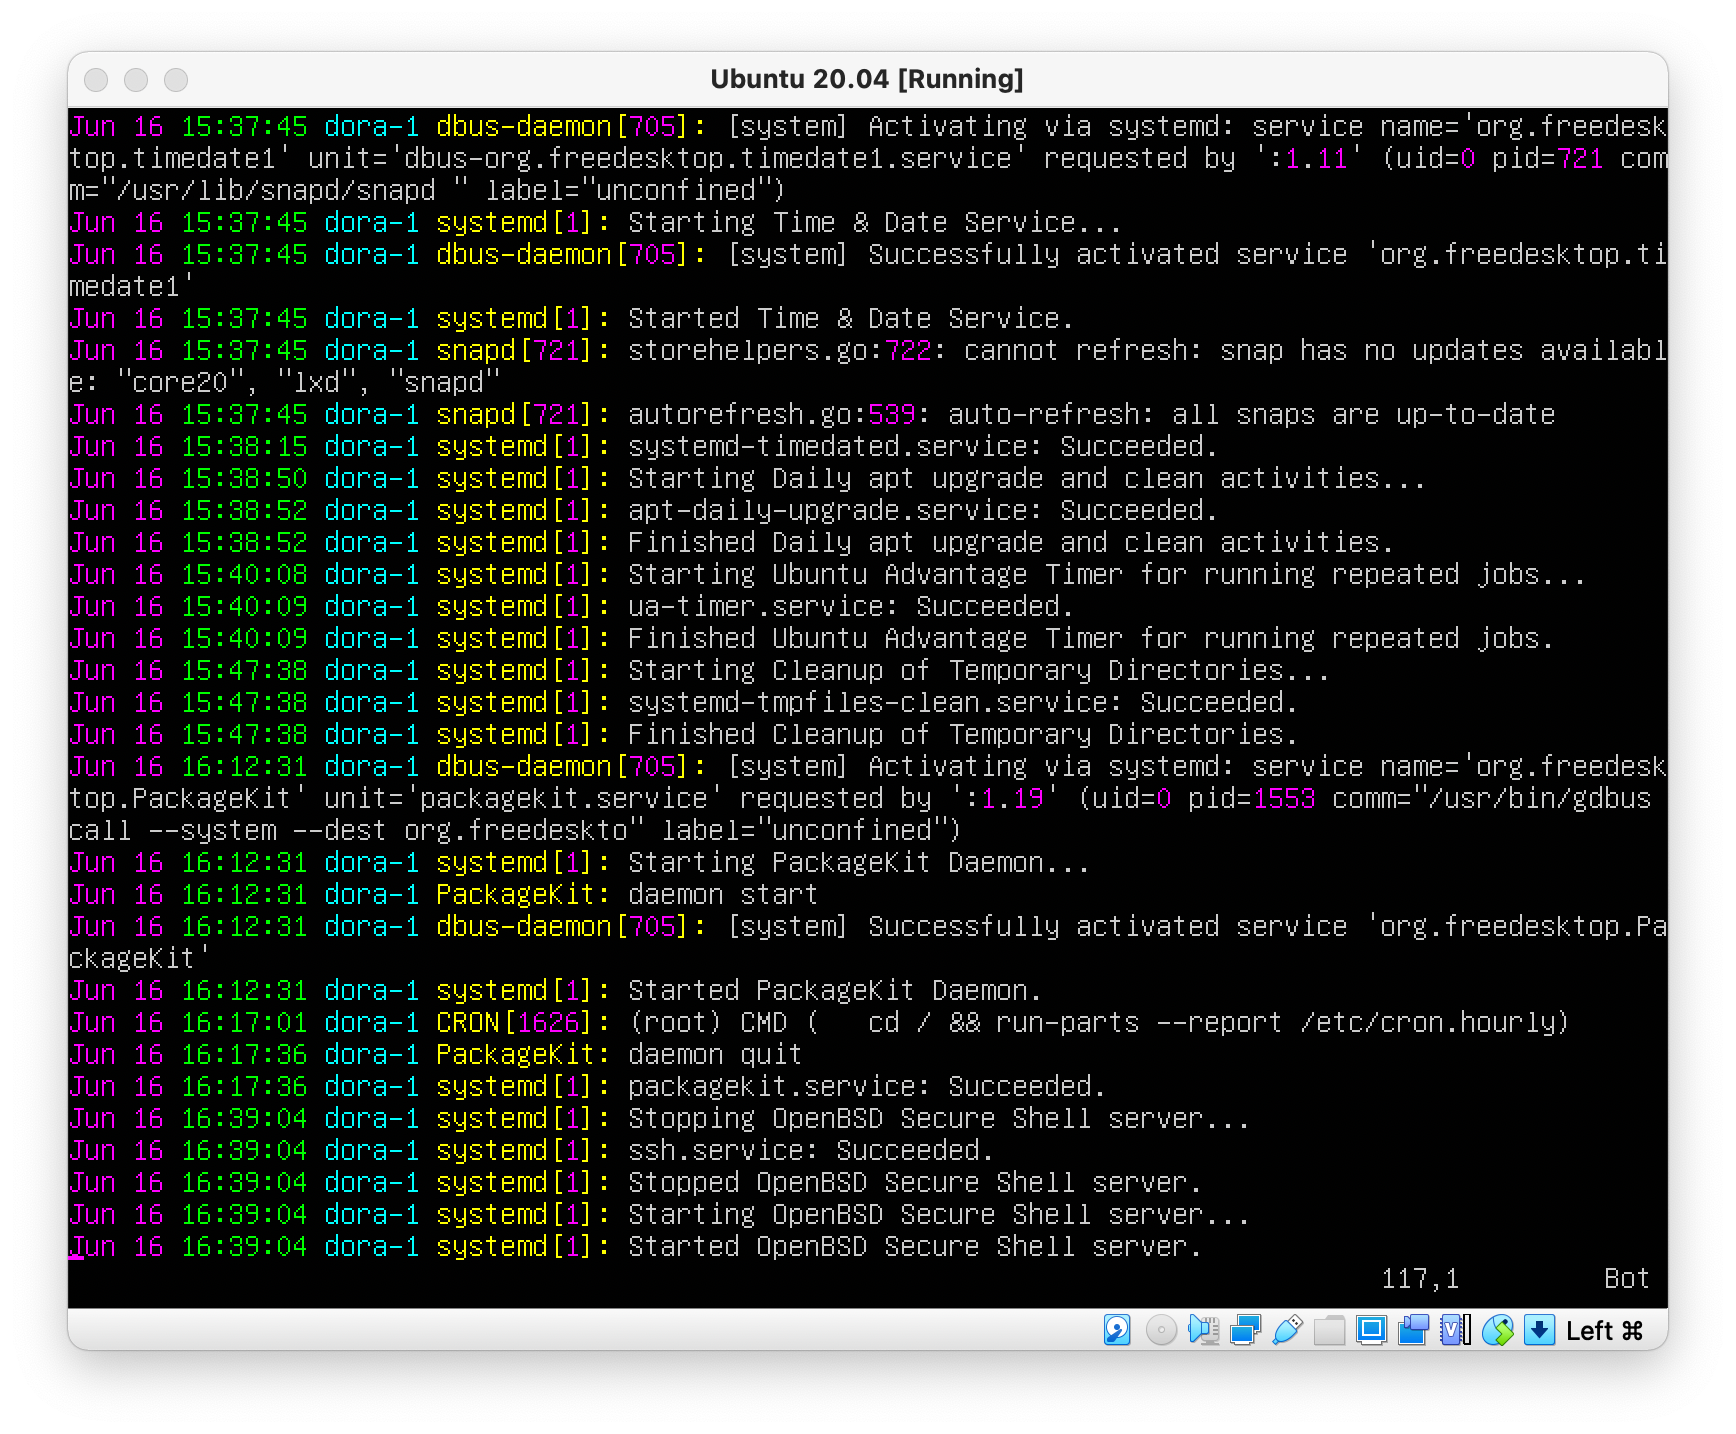 Ubuntu 20.04 [Running]
Jun 16 15:37:45 dora-1 dbus-daemon[705]: [system] Activating via systemd: service name='org.freedesk
top.timedate1' unit='dbus-org.freedesktop.timedate1.service' requested by ':1.11' (uid=0 pid=721 com
m="/usr/lib/snapd/snapd " label="unconfined")
Jun 16 15:37:45 dora-1 systemd[1]: Starting Time & Date Service...
Jun 16 15:37:45 dora-1 dbus-daemon[705]: [system] Successfully activated service 'org.freedesktop.ti
medate1'
Jun 16 15:37:45 dora-1 systemd[1]: Started Time & Date Service.
Jun 16 15:37:45 dora-1 snapd[721]: storehelpers.go:722: cannot refresh: snap has no updates availabl
e: "core20", "lxd", "snapd"
Jun 16 15:37:45 dora-1 snapd[721]: autorefresh.go:539: auto-refresh: all snaps are up-to-date
Jun 16 15:38:15 dora-1 systemd[1]: systemd-timedated.service: Succeeded.
Jun 16 15:38:50 dora-1 systemd[1]: Starting Daily apt upgrade and clean activities...
Jun 16 15:38:52 dora-1 systemd[1]: apt-daily-upgrade.service: Succeeded.
Jun 16 15:38:52 dora-1 systemd[1]: Finished Daily apt upgrade and clean activities.
Jun 16 15:40:08 dora-1 systemd[1]: Starting Ubuntu Advantage Timer for running repeated jobs...
Jun 16 15:40:09 dora-1 systemd[1]: ua-timer.service: Succeeded.
Jun 16 15:40:09 dora-1 systemd[1]: Finished Ubuntu Advantage Timer for running repeated jobs.
Jun 16 15:47:38 dora-1 systemd[1]: Starting Cleanup of Temporary Directories...
Jun 16 15:47:38 dora-1 systemd[1]: systemd-tmpfiles-clean.service: Succeeded.
Jun 16 15:47:38 dora-1 systemd[1]: Finished Cleanup of Temporary Directories.
Jun 16 16:12:31 dora-1 dbus-daemon[705]: [system] Activating via systemd: service name='org.freedesk
top.PackageKit' unit='packagekit.service' requested by ':1.19' (uid=0 pid=1553 comm="/usr/bin/gdbus
call --system --dest org.freedeskto" label="unconfined")
Jun 16 16:12:31 dora-1 systemd[1]: Starting PackageKit Daemon...
Jun 16 16:12:31 dora-1 PackageKit: daemon start
Jun 16 16:12:31 dora-1 dbus-daemon[705]: [system] Successfully activated service 'org.freedesktop.Pa
ckageKit'
Jun 16 16:12:31 dora-1 systemd[1]: Started PackageKit Daemon.
Jun 16 16:17:01 dora-1 CRON[1626]: (root) CMD (   cd / && run-parts --report /etc/cron.hourly)
Jun 16 16:17:36 dora-1 PackageKit: daemon quit
Jun 16 16:17:36 dora-1 systemd[1]: packagekit.service: Succeeded.
Jun 16 16:39:04 dora-1 systemd[1]: Stopping OpenBSD Secure Shell server...
Jun 16 16:39:04 dora-1 systemd[1]: ssh.service: Succeeded.
Jun 16 16:39:04 dora-1 systemd[1]: Stopped OpenBSD Secure Shell server.
Jun 16 16:39:04 dora-1 systemd[1]: Starting OpenBSD Secure Shell server...
Jun 16 16:39:04 dora-1 systemd[1]: Started OpenBSD Secure Shell server.
117,1 Bot
Left ⌘